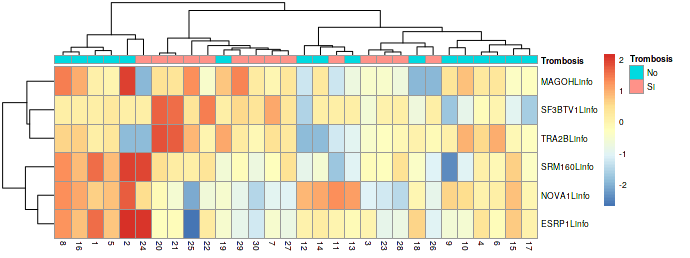 Trombosis
MAGOHLinfo
SF3BTV1Linfo
TRA2BLinfo
SRM160Linfo
NOVA1Linfo
ESRP1Linfo
8 16 1 5 2 24 20 21 25 22 19 29 30 7 27 12 14 11 13 3 23 28 18 26 9 10 4 6 15 17
2
1
0
-1
-2
Trombosis
No
Si